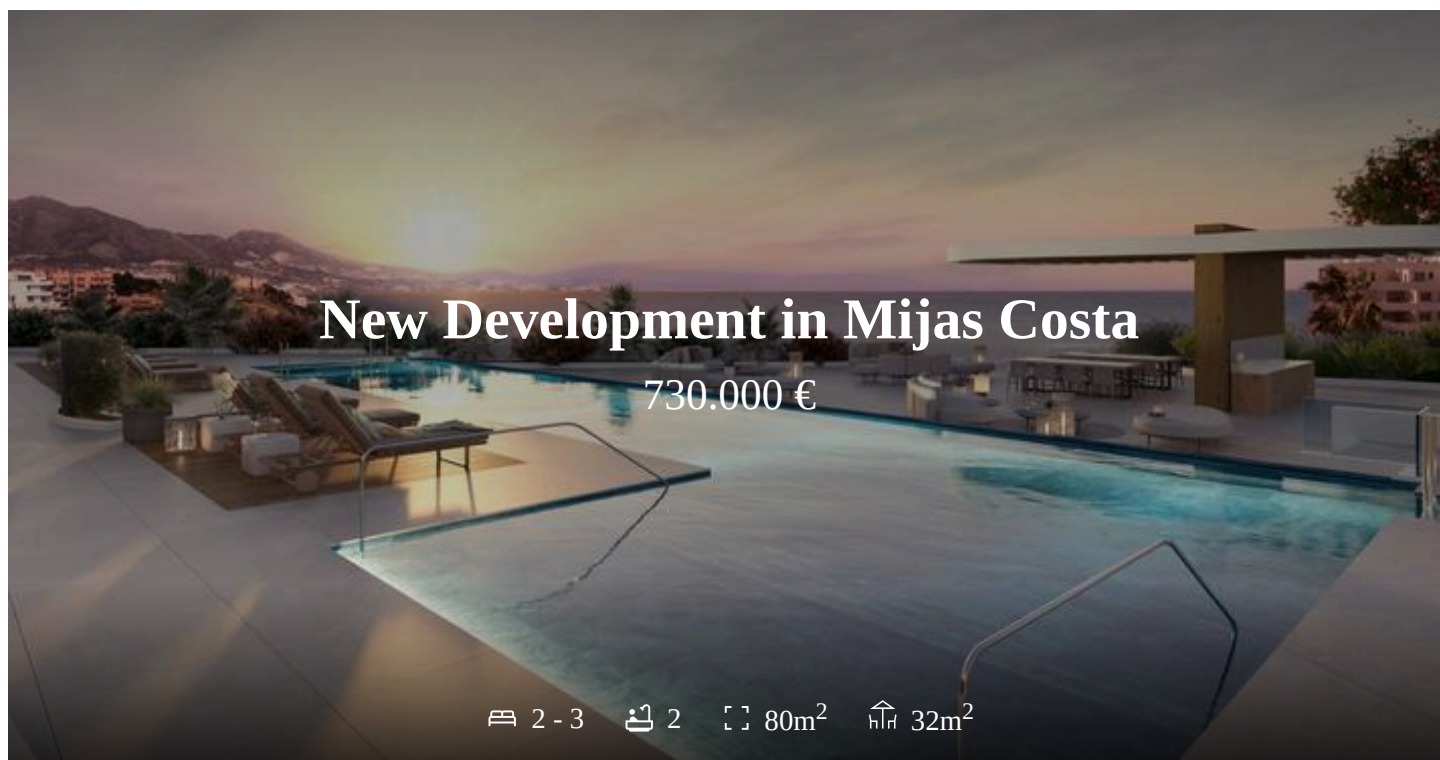 New Development in Mijas Costa
730.000 €
2 - 3 2 80m² 32m²